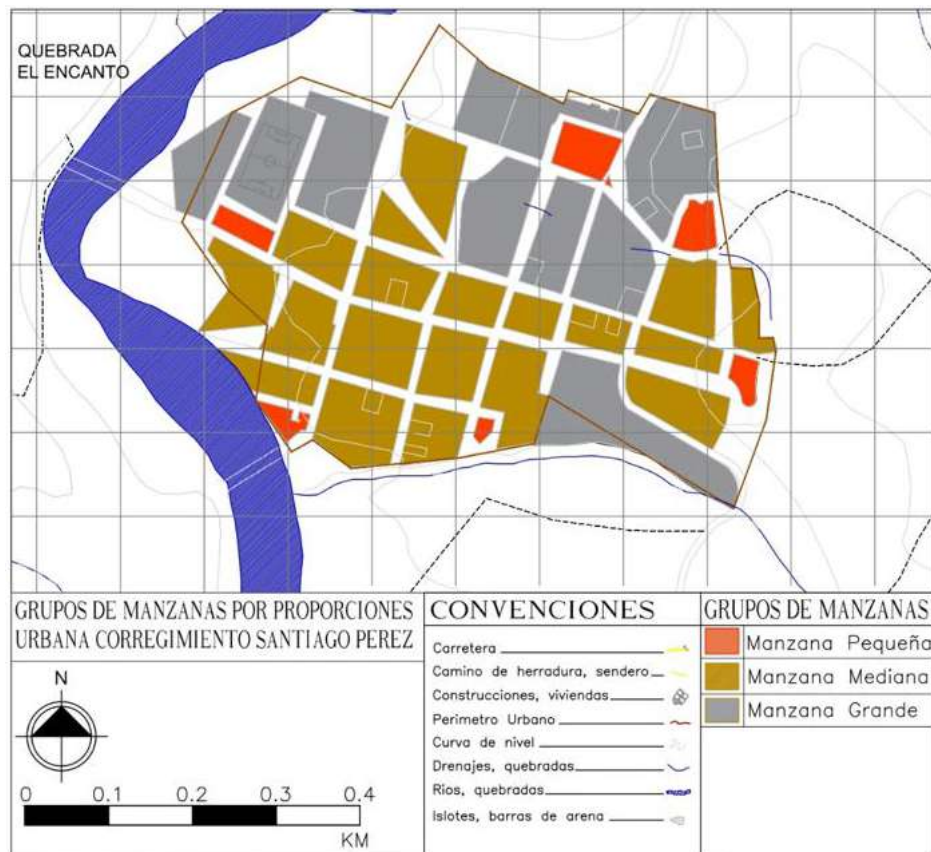 QUEBRADA
EL ENCANTO
GRUPOS DE MANZANAS POR PROPORCIONES
URBANA CORREGIMIENTO SANTIAGO PEREZ
N
0 0.1 0.2 0.3 0.4
KM
CONVENCIONES
Carretera
Camino de herradura, sendero
Construcciones, viviendas
Perimetro Urbano
Curva de nivel
Drenajes, quebradas
Rios, quebradas
Islotes, barras de arena
GRUPOS DE MANZANAS
Manzana Pequeña
Manzana Mediana
Manzana Grande